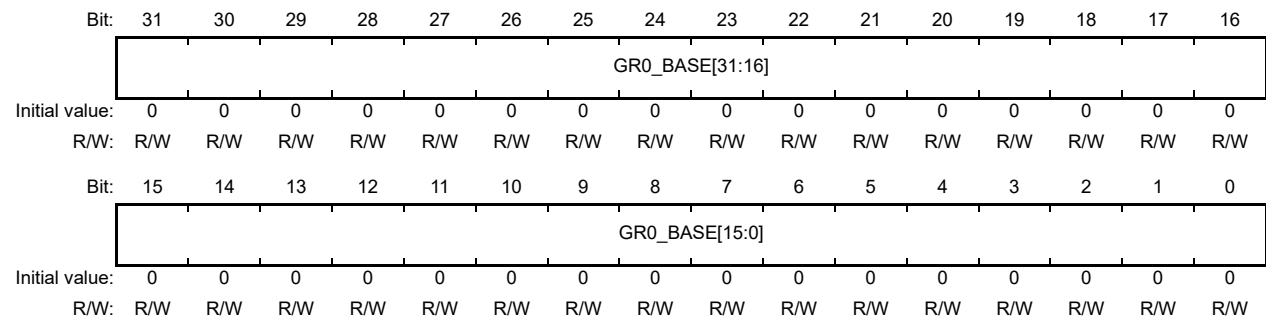 Bit: 31 30 29 28 27 26 25 24 23 22 21 20 19 18 17 16
GR0_BASE[31:16]
Initial value: 0 0 0 0 0 0 0 0 0 0 0 0 0 0 0 0
R/W: R/W R/W R/W R/W R/W R/W R/W R/W R/W R/W R/W R/W R/W R/W R/W R/W
Bit: 15 14 13 12 11 10 9 8 7 6 5 4 3 2 1 0
GR0_BASE[15:0]
Initial value: 0 0 0 0 0 0 0 0 0 0 0 0 0 0 0 0
R/W: R/W R/W R/W R/W R/W R/W R/W R/W R/W R/W R/W R/W R/W R/W R/W R/W